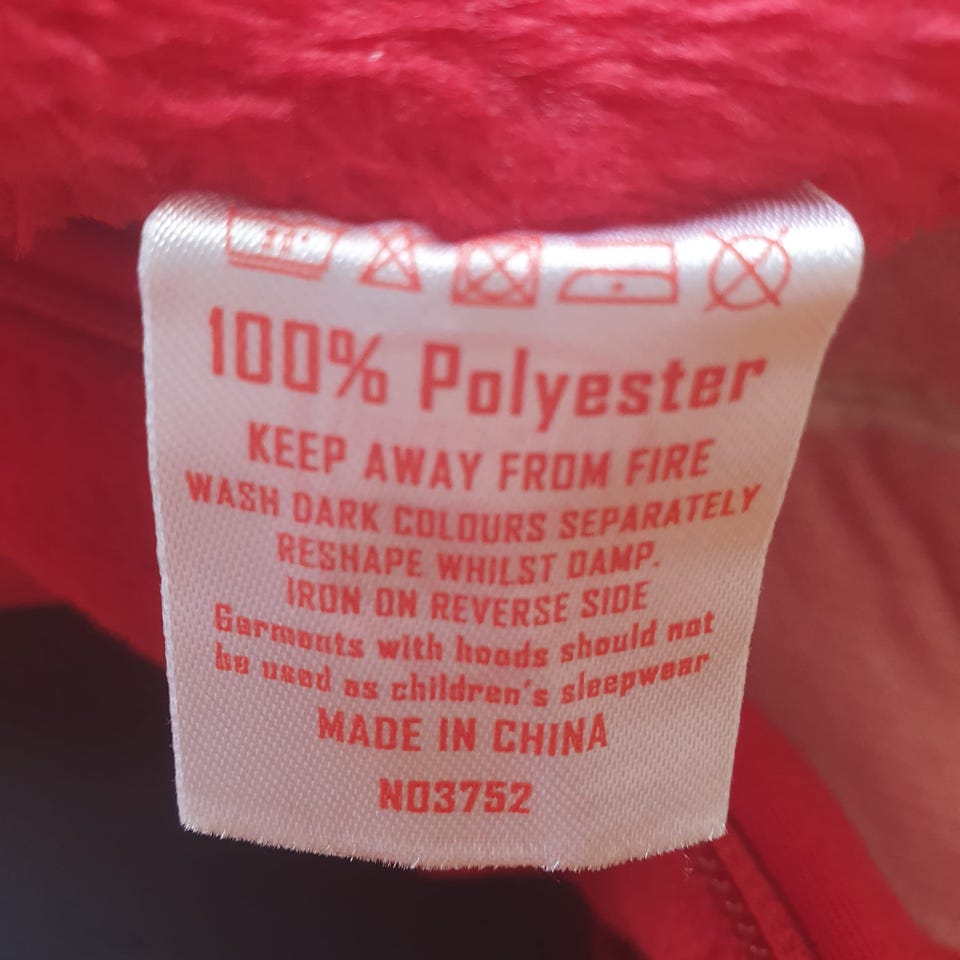 100% Polyester
KEEP AWAY FROM FIRE
WASH DARK COLOURS SEPARATELY
RESHAPE WHILST DAMP.
IRON ON REVERSE SIDE
Garments with hoods should not
be used as children's sleepwear
MADE IN CHINA
NO3752